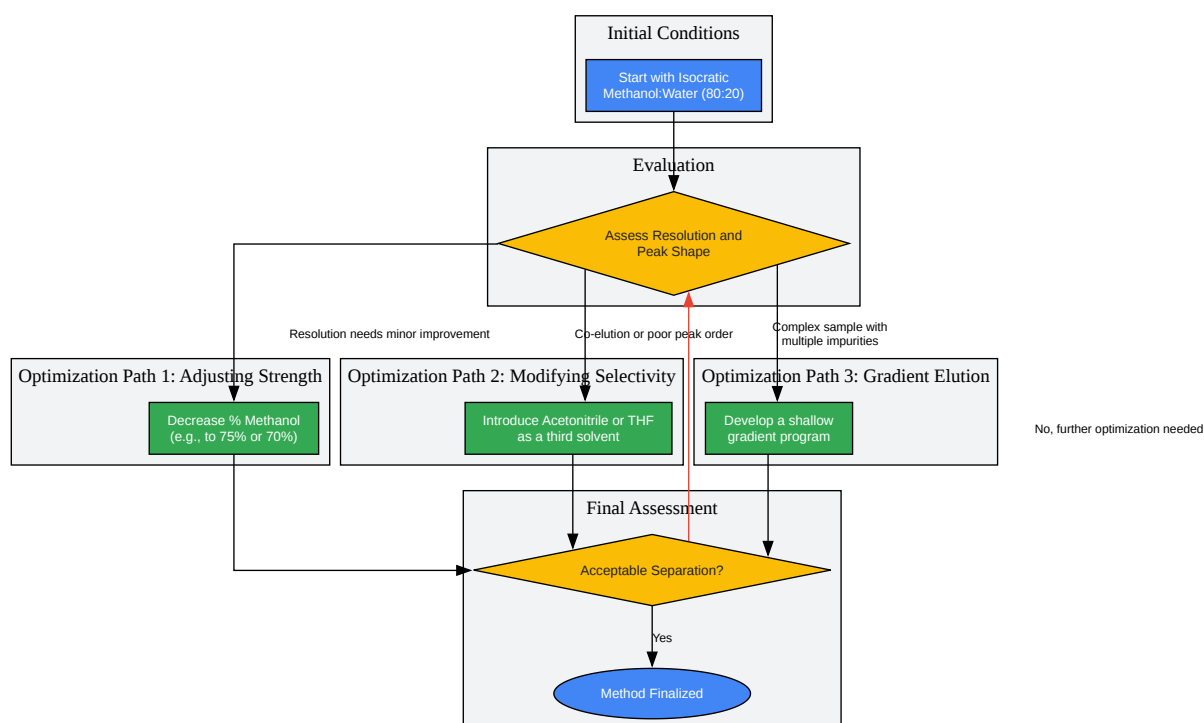 Initial Conditions
Start with Isocratic
Methanol:Water (80:20)
Evaluation
Assess Resolution and
Peak Shape
Resolution needs minor improvement
Co-elution or poor peak order
Complex sample with
multiple impurities
Optimization Path 1: Adjusting Strength
Decrease % Methanol
(e.g., to 75% or 70%)
Optimization Path 2: Modifying Selectivity
Introduce Acetonitrile or THF
as a third solvent
Optimization Path 3: Gradient Elution
Develop a shallow
gradient program
No, further optimization needed
Final Assessment
Acceptable Separation?
Yes
Method Finalized